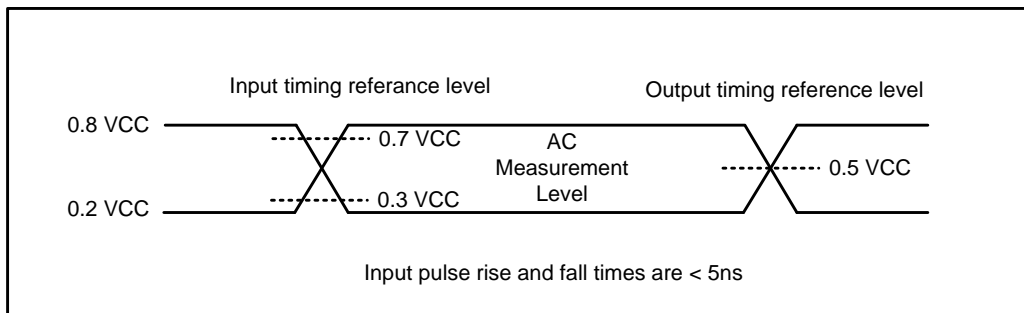 Input timing referance level
Output timing reference level
0.8 VCC
0.7 VCC
AC
Measurement
Level
0.5 VCC
0.2 VCC
0.3 VCC
Input pulse rise and fall times are < 5ns